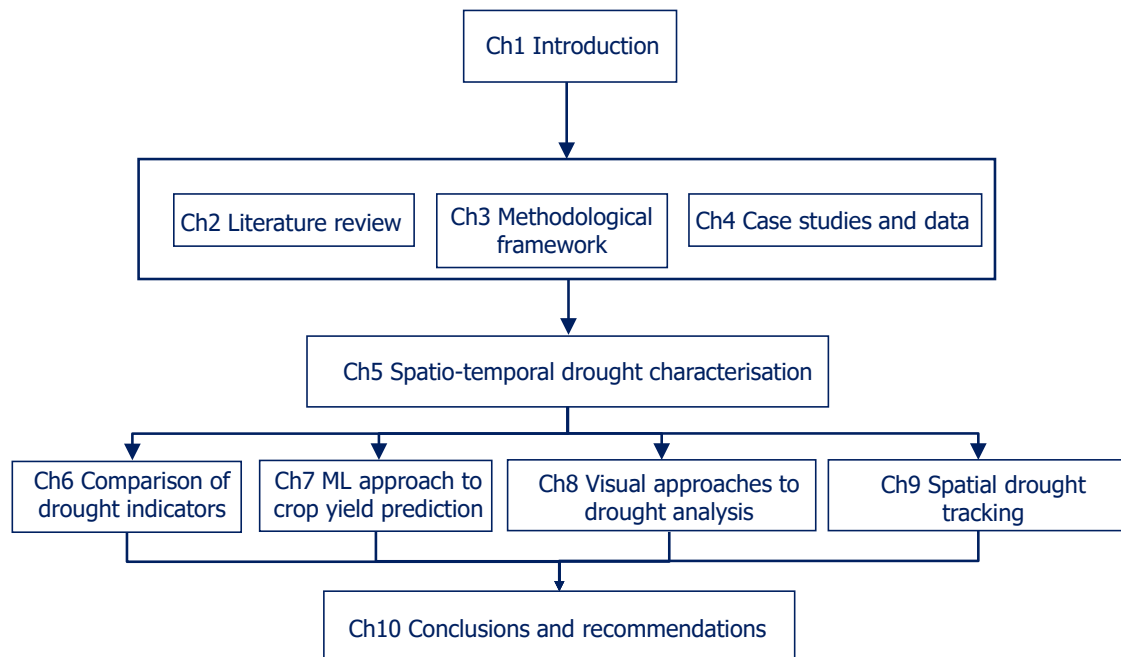 Ch1 Introduction
Ch2 Literature review
Ch3 Methodological
framework
Ch4 Case studies and data
Ch5 Spatio-temporal drought characterisation
Ch6 Comparison of
drought indicators
Ch7 ML approach to
crop yield prediction
Ch8 Visual approaches to
drought analysis
Ch9 Spatial drought
tracking
Ch10 Conclusions and recommendations